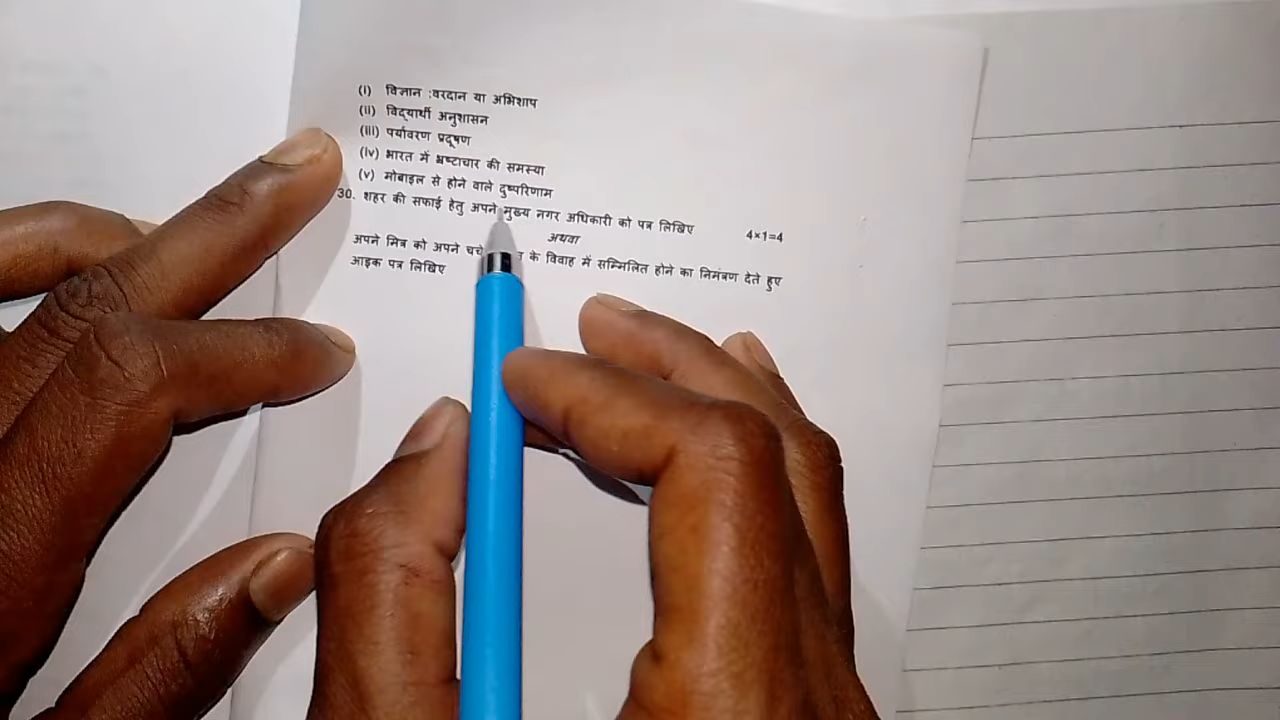 (i) विज्ञान :वरदान या अभिशाप
(ii) विद्यार्थी अनुशासन
(iii) पर्यावरण प्रदूषण
(iv) भारत में भ्रष्टाचार की समस्या
(v) मोबाइल से होने वाले दुष्परिणाम
30. शहर की सफाई हेतु अपने मुख्य नगर अधिकारी को पत्र लिखिए 4×1=4
अथवा
अपने मित्र को अपने के विवाह में सम्मिलित होने का निमंत्रण देते हुए
आइक पत्र लिखिए